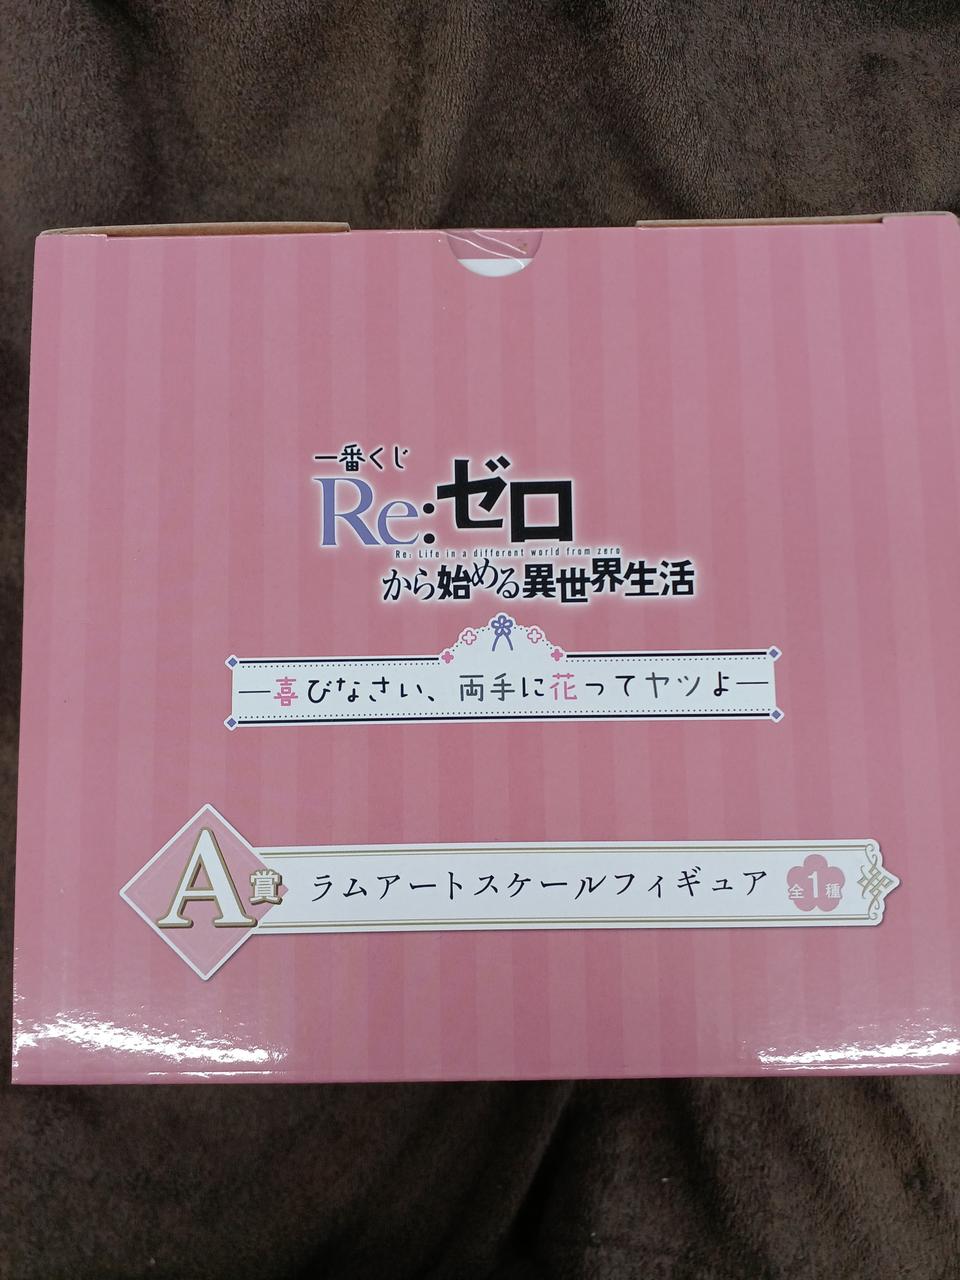 一番くじ
Re:ゼロ
Re: Life in a different world from zero
から始める異世界生活
―喜びなさい、両手に花ってヤツよ―
A賞 ラムアートスケールフィギュア 全1種